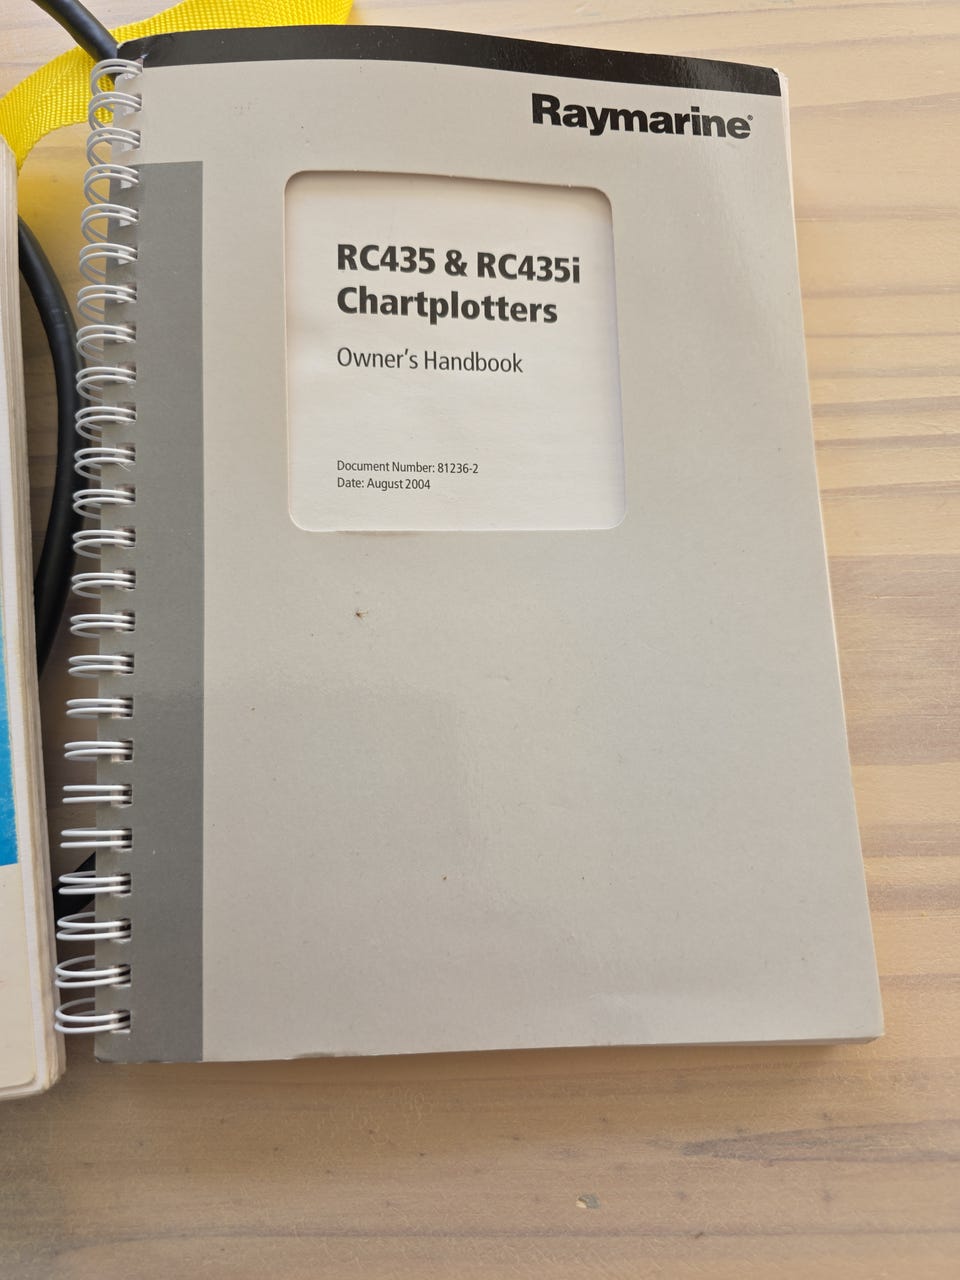 Raymarine®
RC435 & RC435i
Chartplotters
Owner's Handbook
Document Number: 81236-2
Date: August 2004